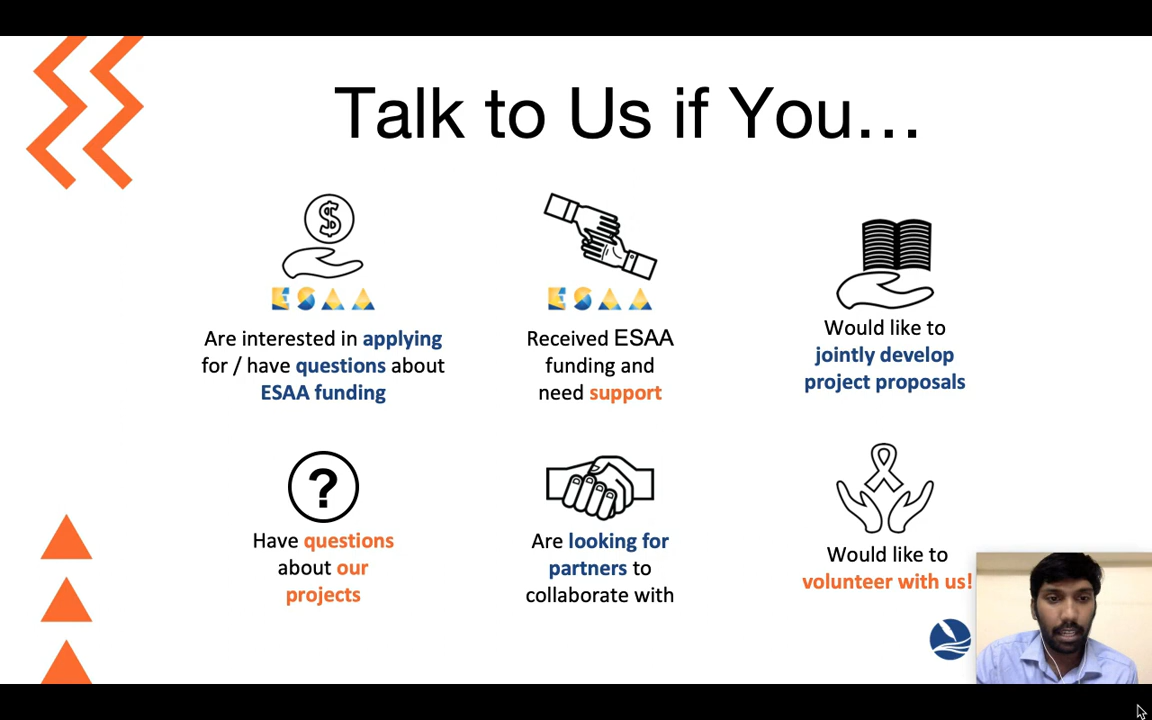 Talk to Us if You...
$
ESAA
Are interested in applying
for / have questions about
ESAA funding
ESAA
Received ESAA
funding and
need support
Would like to
jointly develop
project proposals
?
Have questions
about our
projects
Are looking for
partners to
collaborate with
Would like to
volunteer with us!